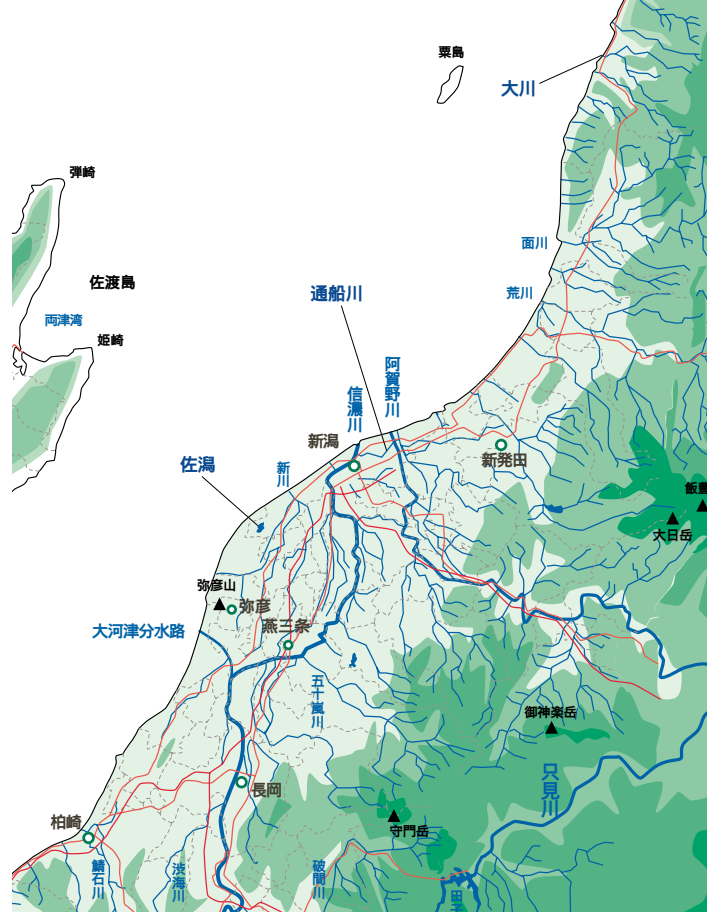 粟島
大川
弾崎
面川
佐渡島
通船川
荒川
両津湾
姫崎
阿賀野川
信濃川
新潟
新発田
佐潟
新川
飯豊
大日岳
弥彦山
弥彦
燕三条
大河津分水路
五十嵐川
御神楽岳
只見川
長岡
守門岳
柏崎
鯖石川
渋海川
破間川
田子